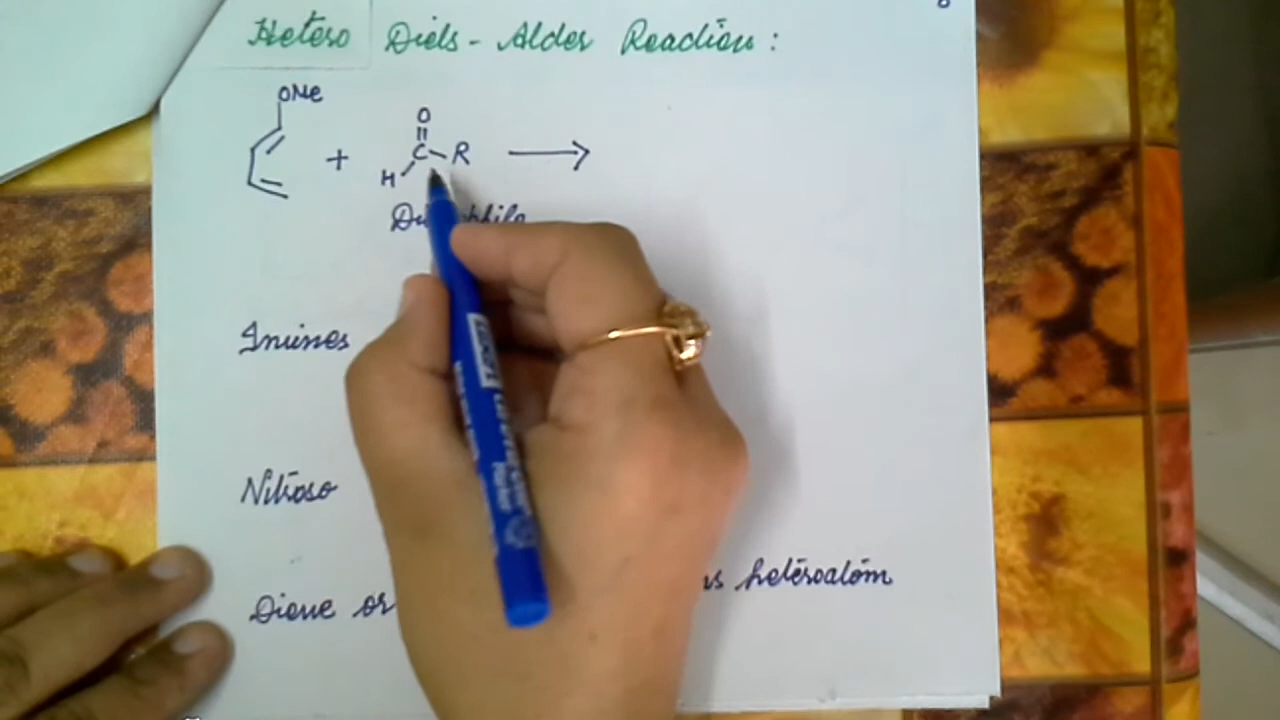 Hetero Diels - Alder Reaction :
OMe
+
O
C
R
H
Imines
Nitroso
heteroatom
Diene or